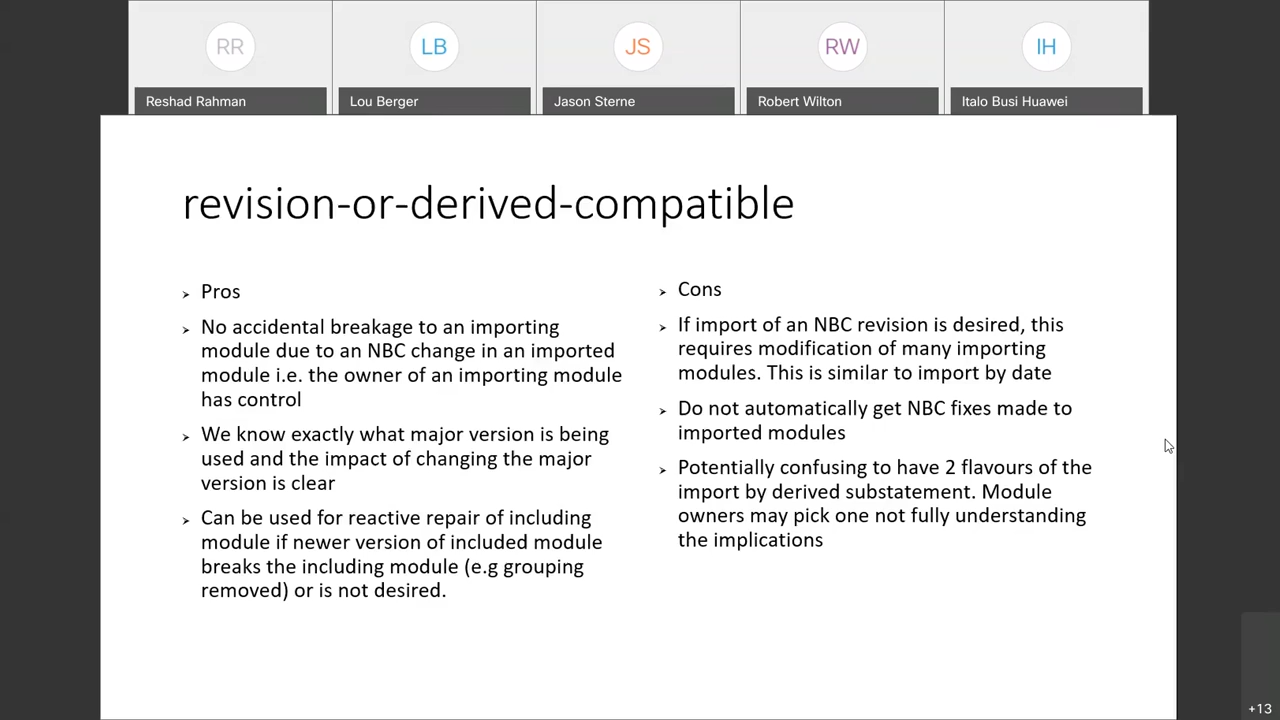 RR
LB
JS
RW
IH
Reshad Rahman
Lou Berger
Jason Sterne
Robert Wilton
Italo Busi Huawei
revision-or-derived-compatible
Pros
No accidental breakage to an importing
module due to an NBC change in an imported
module i.e. the owner of an importing module
has control
We know exactly what major version is being
used and the impact of changing the major
version is clear
Can be used for reactive repair of including
module if newer version of included module
breaks the including module (e.g grouping
removed) or is not desired.
Cons
If import of an NBC revision is desired, this
requires modification of many importing
modules. This is similar to import by date
Do not automatically get NBC fixes made to
imported modules
Potentially confusing to have 2 flavours of the
import by derived substatement. Module
owners may pick one not fully understanding
the implications
+13